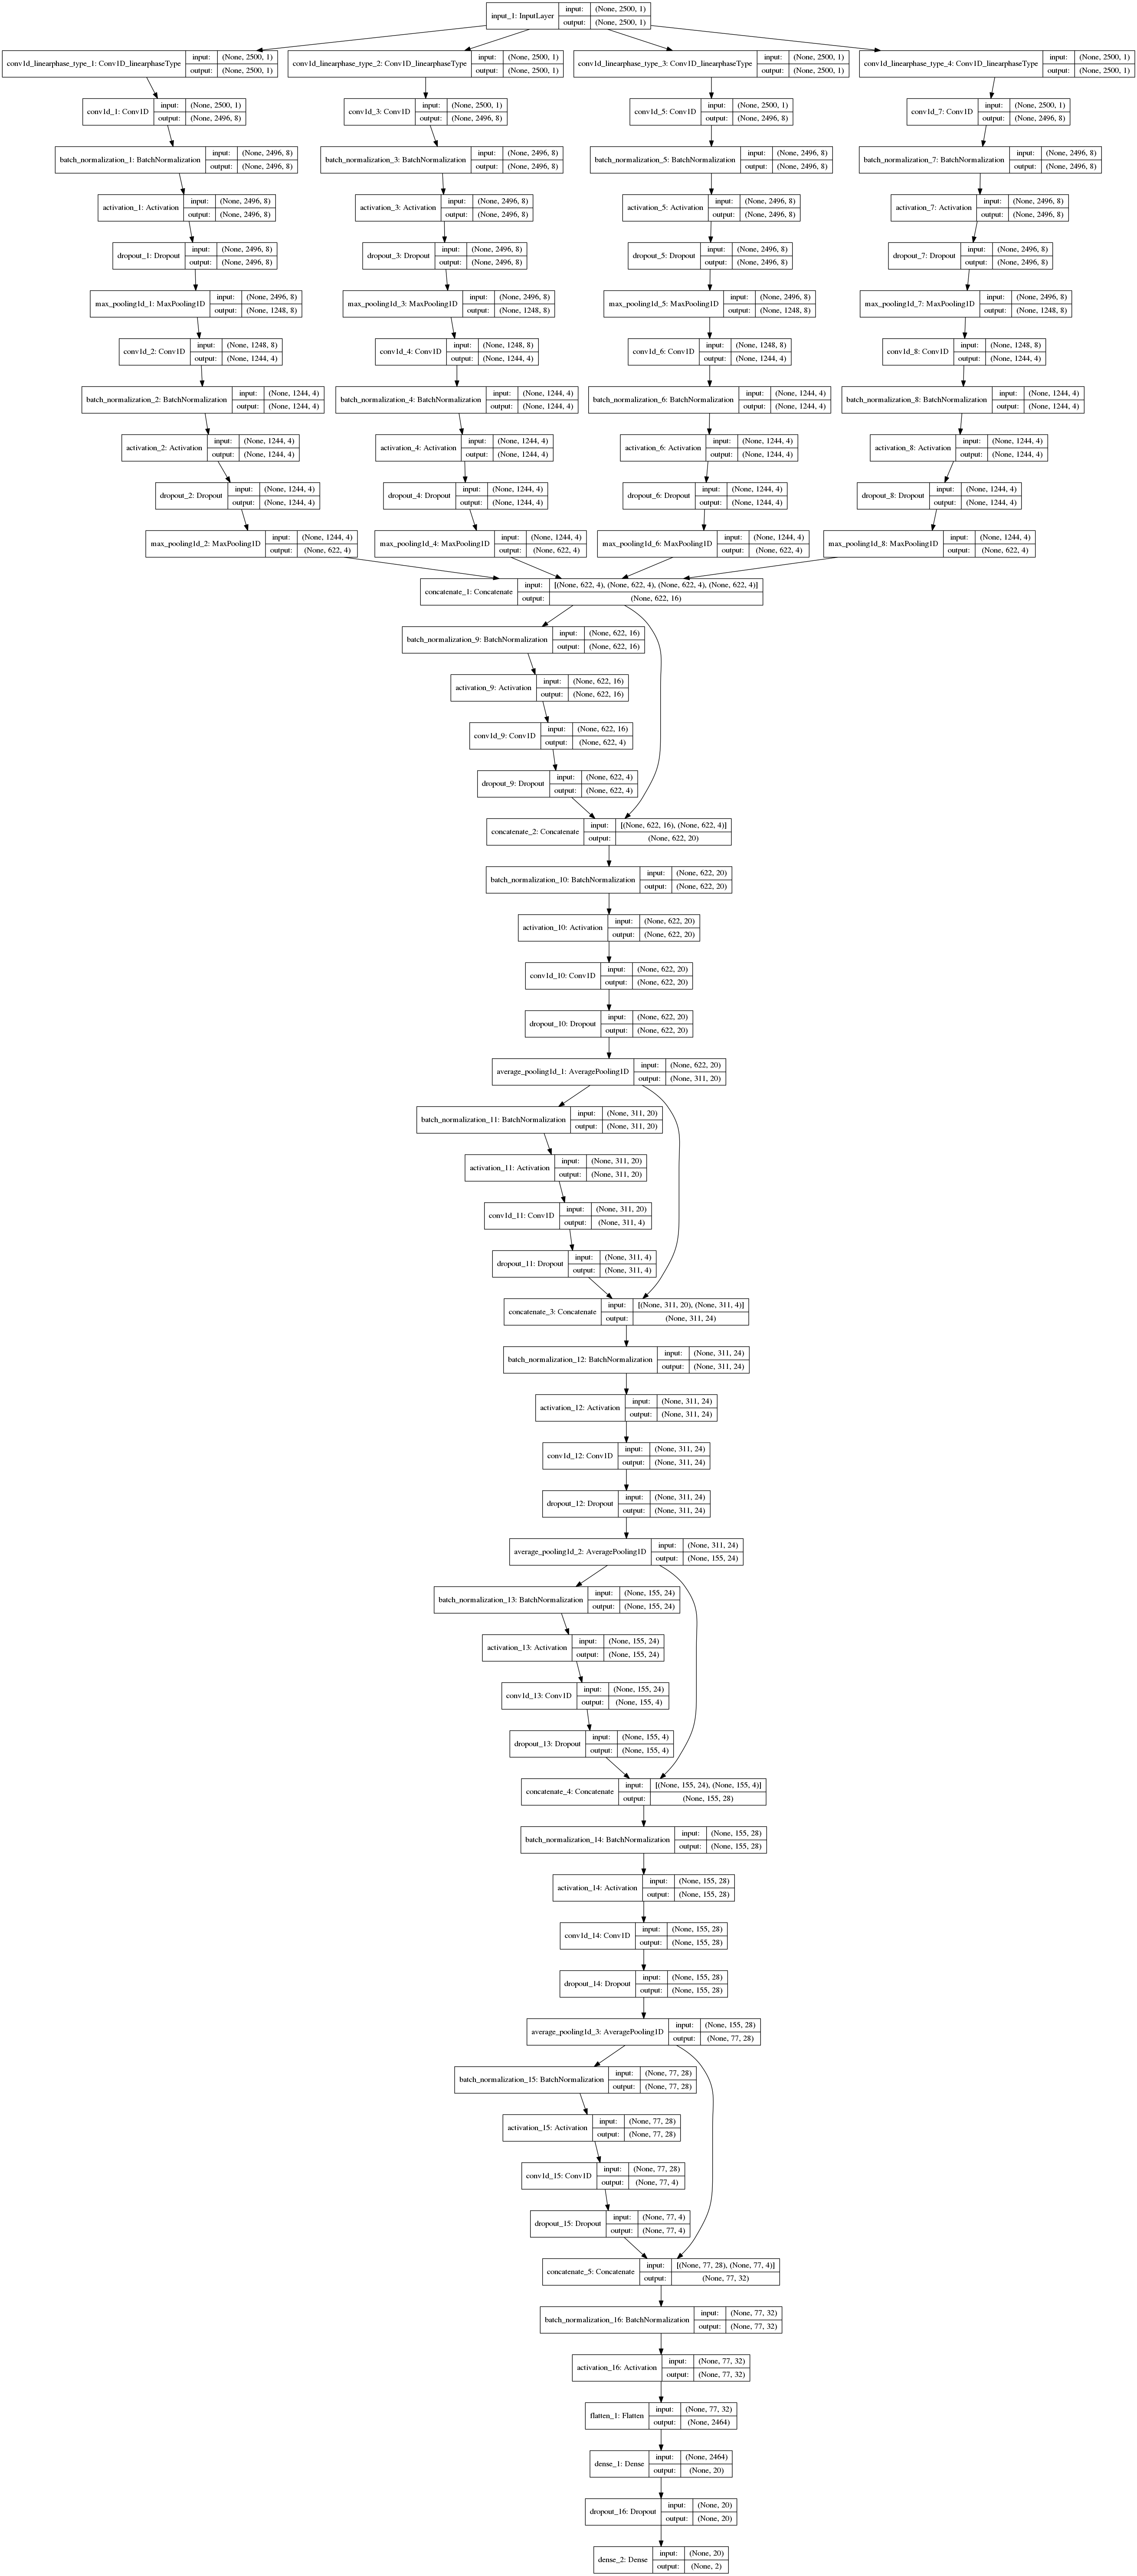 input_1: InputLayer
input: (None, 2500, 1)
output: (None, 2500, 1)
conv1d_linearphase_type_1: Conv1D_linearphaseType
input: (None, 2500, 1)
output: (None, 2500, 1)
conv1d_linearphase_type_2: Conv1D_linearphaseType
input: (None, 2500, 1)
output: (None, 2500, 1)
conv1d_linearphase_type_3: Conv1D_linearphaseType
input: (None, 2500, 1)
output: (None, 2500, 1)
conv1d_linearphase_type_4: Conv1D_linearphaseType
input: (None, 2500, 1)
output: (None, 2500, 1)
conv1d_1: Conv1D
input: (None, 2500, 1)
output: (None, 2496, 8)
conv1d_3: Conv1D
input: (None, 2500, 1)
output: (None, 2496, 8)
conv1d_5: Conv1D
input: (None, 2500, 1)
output: (None, 2496, 8)
conv1d_7: Conv1D
input: (None, 2500, 1)
output: (None, 2496, 8)
batch_normalization_1: BatchNormalization
input: (None, 2496, 8)
output: (None, 2496, 8)
batch_normalization_3: BatchNormalization
input: (None, 2496, 8)
output: (None, 2496, 8)
batch_normalization_5: BatchNormalization
input: (None, 2496, 8)
output: (None, 2496, 8)
batch_normalization_7: BatchNormalization
input: (None, 2496, 8)
output: (None, 2496, 8)
activation_1: Activation
input: (None, 2496, 8)
output: (None, 2496, 8)
activation_3: Activation
input: (None, 2496, 8)
output: (None, 2496, 8)
activation_5: Activation
input: (None, 2496, 8)
output: (None, 2496, 8)
activation_7: Activation
input: (None, 2496, 8)
output: (None, 2496, 8)
dropout_1: Dropout
input: (None, 2496, 8)
output: (None, 2496, 8)
dropout_3: Dropout
input: (None, 2496, 8)
output: (None, 2496, 8)
dropout_5: Dropout
input: (None, 2496, 8)
output: (None, 2496, 8)
dropout_7: Dropout
input: (None, 2496, 8)
output: (None, 2496, 8)
max_pooling1d_1: MaxPooling1D
input: (None, 2496, 8)
output: (None, 1248, 8)
max_pooling1d_3: MaxPooling1D
input: (None, 2496, 8)
output: (None, 1248, 8)
max_pooling1d_5: MaxPooling1D
input: (None, 2496, 8)
output: (None, 1248, 8)
max_pooling1d_7: MaxPooling1D
input: (None, 2496, 8)
output: (None, 1248, 8)
conv1d_2: Conv1D
input: (None, 1248, 8)
output: (None, 1244, 4)
conv1d_4: Conv1D
input: (None, 1248, 8)
output: (None, 1244, 4)
conv1d_6: Conv1D
input: (None, 1248, 8)
output: (None, 1244, 4)
conv1d_8: Conv1D
input: (None, 1248, 8)
output: (None, 1244, 4)
batch_normalization_2: BatchNormalization
input: (None, 1244, 4)
output: (None, 1244, 4)
batch_normalization_4: BatchNormalization
input: (None, 1244, 4)
output: (None, 1244, 4)
batch_normalization_6: BatchNormalization
input: (None, 1244, 4)
output: (None, 1244, 4)
batch_normalization_8: BatchNormalization
input: (None, 1244, 4)
output: (None, 1244, 4)
activation_2: Activation
input: (None, 1244, 4)
output: (None, 1244, 4)
activation_4: Activation
input: (None, 1244, 4)
output: (None, 1244, 4)
activation_6: Activation
input: (None, 1244, 4)
output: (None, 1244, 4)
activation_8: Activation
input: (None, 1244, 4)
output: (None, 1244, 4)
dropout_2: Dropout
input: (None, 1244, 4)
output: (None, 1244, 4)
dropout_4: Dropout
input: (None, 1244, 4)
output: (None, 1244, 4)
dropout_6: Dropout
input: (None, 1244, 4)
output: (None, 1244, 4)
dropout_8: Dropout
input: (None, 1244, 4)
output: (None, 1244, 4)
max_pooling1d_2: MaxPooling1D
input: (None, 1244, 4)
output: (None, 622, 4)
max_pooling1d_4: MaxPooling1D
input: (None, 1244, 4)
output: (None, 622, 4)
max_pooling1d_6: MaxPooling1D
input: (None, 1244, 4)
output: (None, 622, 4)
max_pooling1d_8: MaxPooling1D
input: (None, 1244, 4)
output: (None, 622, 4)
concatenate_1: Concatenate
input: [(None, 622, 4), (None, 622, 4), (None, 622, 4), (None, 622, 4)]
output: (None, 622, 16)
batch_normalization_9: BatchNormalization
input: (None, 622, 16)
output: (None, 622, 16)
activation_9: Activation
input: (None, 622, 16)
output: (None, 622, 16)
conv1d_9: Conv1D
input: (None, 622, 16)
output: (None, 622, 4)
dropout_9: Dropout
input: (None, 622, 4)
output: (None, 622, 4)
concatenate_2: Concatenate
input: [(None, 622, 16), (None, 622, 4)]
output: (None, 622, 20)
batch_normalization_10: BatchNormalization
input: (None, 622, 20)
output: (None, 622, 20)
activation_10: Activation
input: (None, 622, 20)
output: (None, 622, 20)
conv1d_10: Conv1D
input: (None, 622, 20)
output: (None, 622, 20)
dropout_10: Dropout
input: (None, 622, 20)
output: (None, 622, 20)
average_pooling1d_1: AveragePooling1D
input: (None, 622, 20)
output: (None, 311, 20)
batch_normalization_11: BatchNormalization
input: (None, 311, 20)
output: (None, 311, 20)
activation_11: Activation
input: (None, 311, 20)
output: (None, 311, 20)
conv1d_11: Conv1D
input: (None, 311, 20)
output: (None, 311, 4)
dropout_11: Dropout
input: (None, 311, 4)
output: (None, 311, 4)
concatenate_3: Concatenate
input: [(None, 311, 20), (None, 311, 4)]
output: (None, 311, 24)
batch_normalization_12: BatchNormalization
input: (None, 311, 24)
output: (None, 311, 24)
activation_12: Activation
input: (None, 311, 24)
output: (None, 311, 24)
conv1d_12: Conv1D
input: (None, 311, 24)
output: (None, 311, 24)
dropout_12: Dropout
input: (None, 311, 24)
output: (None, 311, 24)
average_pooling1d_2: AveragePooling1D
input: (None, 311, 24)
output: (None, 155, 24)
batch_normalization_13: BatchNormalization
input: (None, 155, 24)
output: (None, 155, 24)
activation_13: Activation
input: (None, 155, 24)
output: (None, 155, 24)
conv1d_13: Conv1D
input: (None, 155, 24)
output: (None, 155, 4)
dropout_13: Dropout
input: (None, 155, 4)
output: (None, 155, 4)
concatenate_4: Concatenate
input: [(None, 155, 24), (None, 155, 4)]
output: (None, 155, 28)
batch_normalization_14: BatchNormalization
input: (None, 155, 28)
output: (None, 155, 28)
activation_14: Activation
input: (None, 155, 28)
output: (None, 155, 28)
conv1d_14: Conv1D
input: (None, 155, 28)
output: (None, 155, 28)
dropout_14: Dropout
input: (None, 155, 28)
output: (None, 155, 28)
average_pooling1d_3: AveragePooling1D
input: (None, 155, 28)
output: (None, 77, 28)
batch_normalization_15: BatchNormalization
input: (None, 77, 28)
output: (None, 77, 28)
activation_15: Activation
input: (None, 77, 28)
output: (None, 77, 28)
conv1d_15: Conv1D
input: (None, 77, 28)
output: (None, 77, 4)
dropout_15: Dropout
input: (None, 77, 4)
output: (None, 77, 4)
concatenate_5: Concatenate
input: [(None, 77, 28), (None, 77, 4)]
output: (None, 77, 32)
batch_normalization_16: BatchNormalization
input: (None, 77, 32)
output: (None, 77, 32)
activation_16: Activation
input: (None, 77, 32)
output: (None, 77, 32)
flatten_1: Flatten
input: (None, 77, 32)
output: (None, 2464)
dense_1: Dense
input: (None, 2464)
output: (None, 20)
dropout_16: Dropout
input: (None, 20)
output: (None, 20)
dense_2: Dense
input: (None, 20)
output: (None, 2)